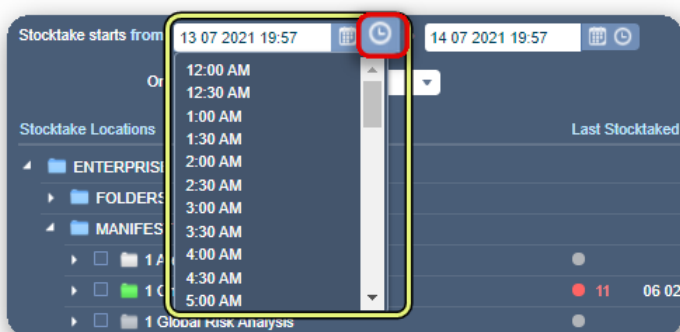 Stocktake starts from 13 07 2021 19:57 14 07 2021 19:57
12:00 AM
12:30 AM
1:00 AM
1:30 AM
2:00 AM
2:30 AM
3:00 AM
3:30 AM
4:00 AM
4:30 AM
5:00 AM
Stocktake Locations Last Stocktaked
ENTERPRIS
FOLDERS
MANIFES
1
1 11 06 02
1 Global Risk Analysis